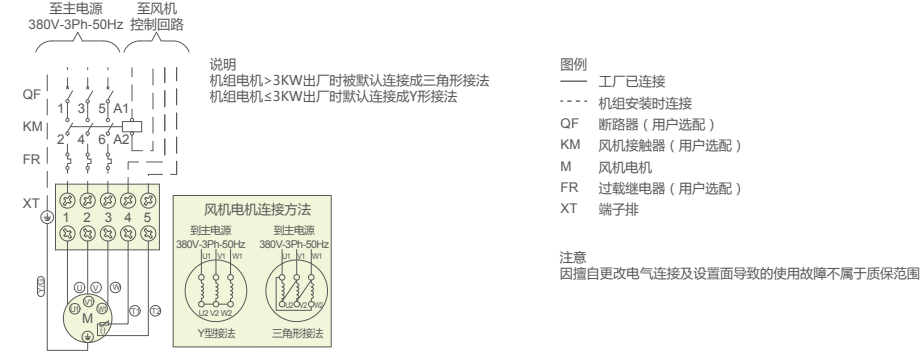 至主电源
380V-3Ph-50Hz
至风机
控制回路
QF
1 3 5 A1
KM
2 4 6 A2
FR
XT
1 2 3 4 5
U V W
U1 V1 W1
M
T1 T2
风机电机连接方法
到主电源
380V-3Ph-50Hz
U1 V1 W1
U2 V2 W2
Y型接法
到主电源
380V-3Ph-50Hz
U1 V1 W1
U2 V2 W2
三角形接法
说明
机组电机>3KW出厂时被默认连接成三角形接法
机组电机≤3KW出厂时默认连接成Y形接法
图例
工厂已连接
机组安装时连接
QF 断路器（用户选配）
KM 风机接触器（用户选配）
M 风机电机
FR 过载继电器（用户选配）
XT 端子排
注意
因擅自更改电气连接及设置面导致的使用故障不属于质保范围